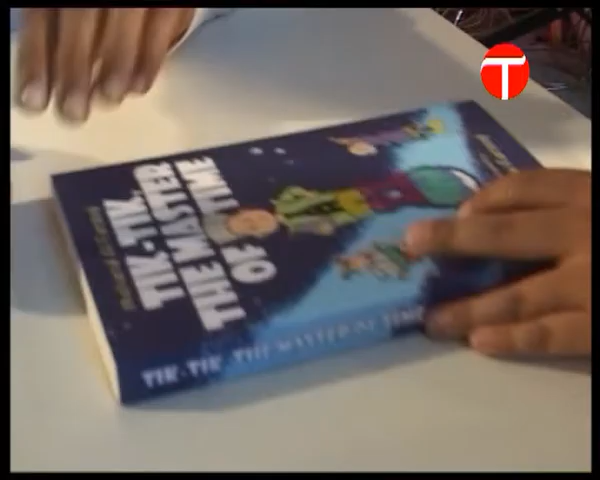 TIK-TIK,
THE MASTER
OF TIME
TIK-TIK THE MASTER OF TIME
T